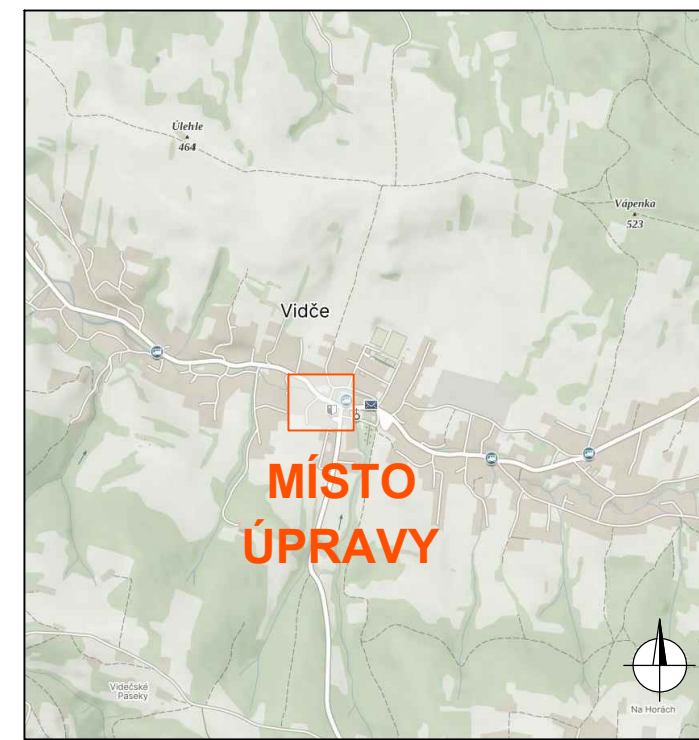 Úlehle
464
Vápenka
523
Vidče
MÍSTO
ÚPRAVY
Videčské
Paseky
Na Horách